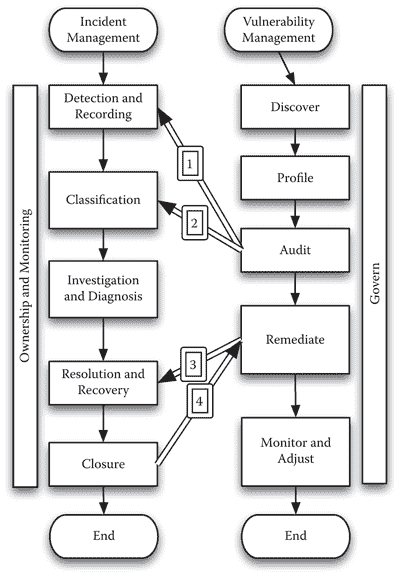 Incident
Management
Vulnerability
Management
Ownership and Monitoring
Detection and
Recording
Discover
1
Profile
Classification
2
Audit
Govern
Investigation
and Diagnosis
Remediate
3
Resolution and
Recovery
4
Closure
Monitor and
Adjust
End
End